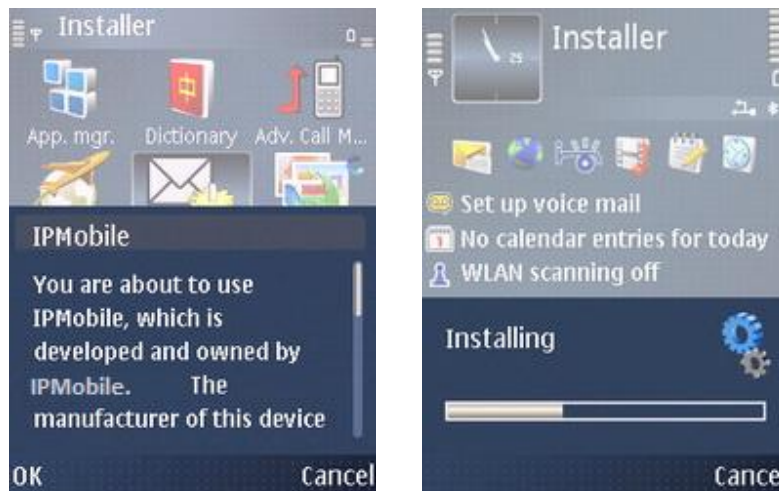 Installer
App. mgr.
Dictionary
Adv. Call M...
IPMobile
You are about to use
IPMobile, which is
developed and owned by
IPMobile. The
manufacturer of this device
OK
Cancel
Installer
25
Set up voice mail
No calendar entries for today
WLAN scanning off
Installing
Cance